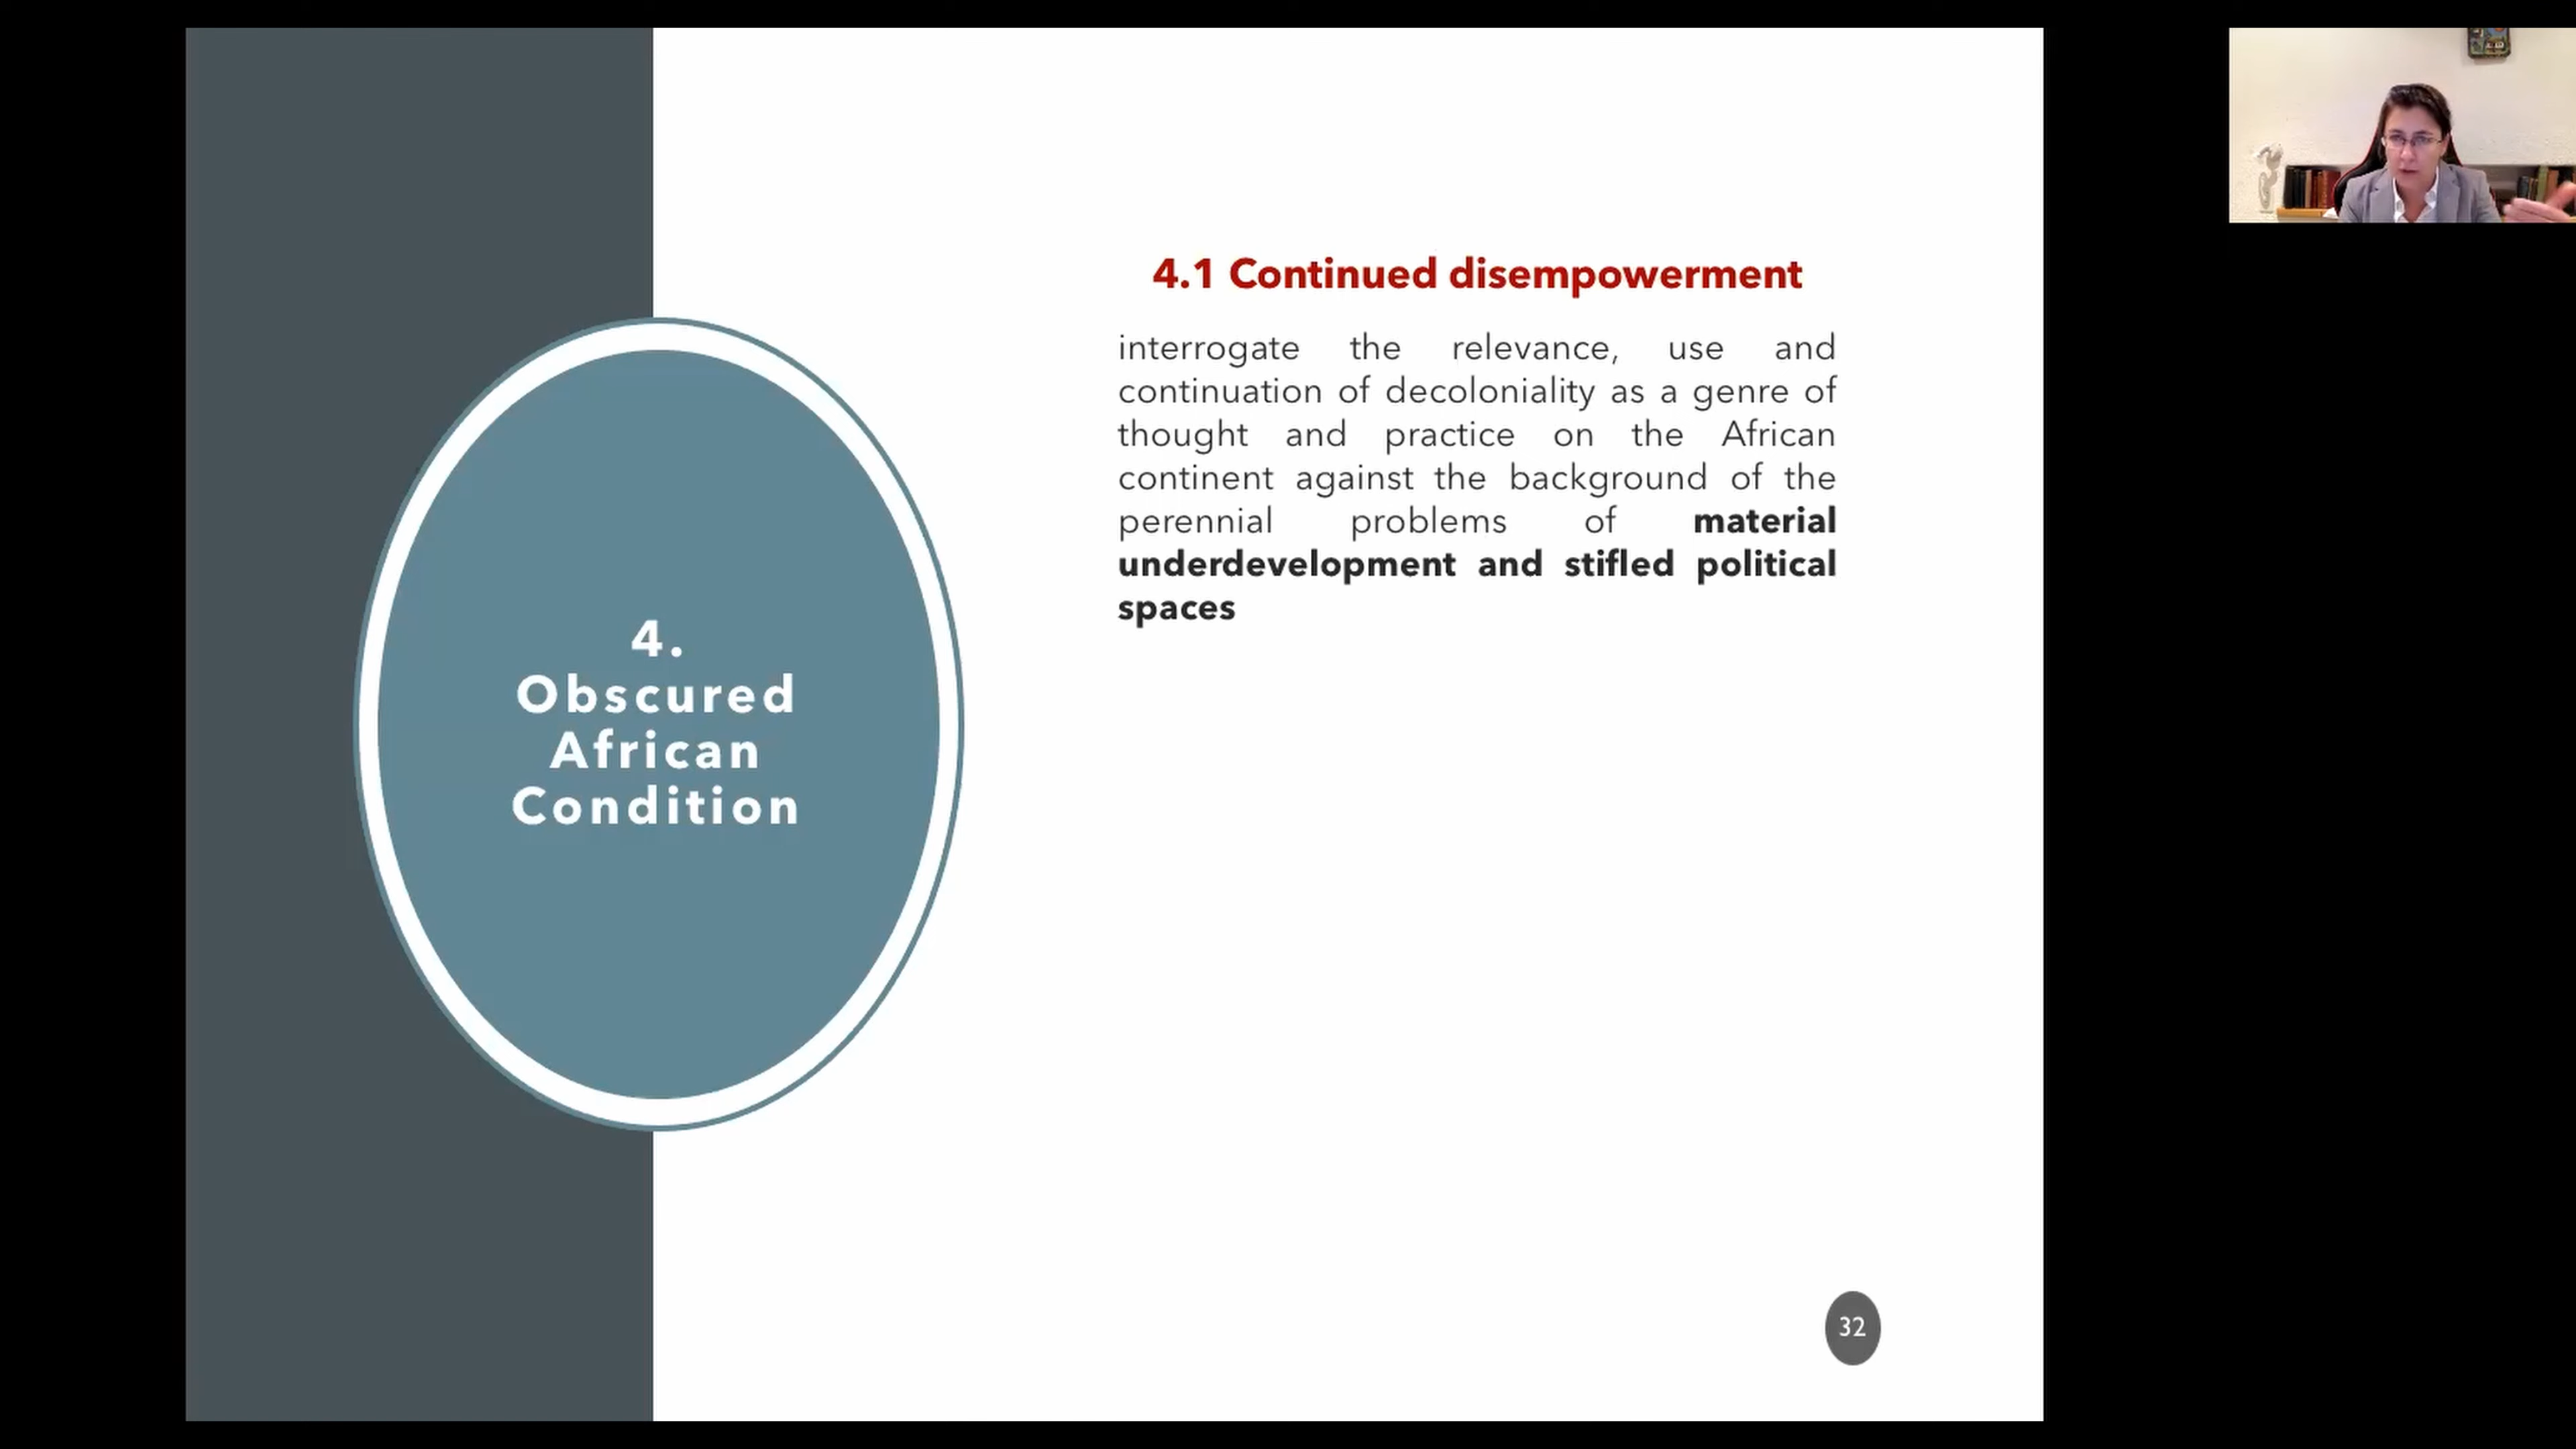 4.
Obscured
African
Condition
4.1 Continued disempowerment
interrogate the relevance, use and
continuation of decoloniality as a genre of
thought and practice on the African
continent against the background of the
perennial problems of material
underdevelopment and stifled political
spaces
32